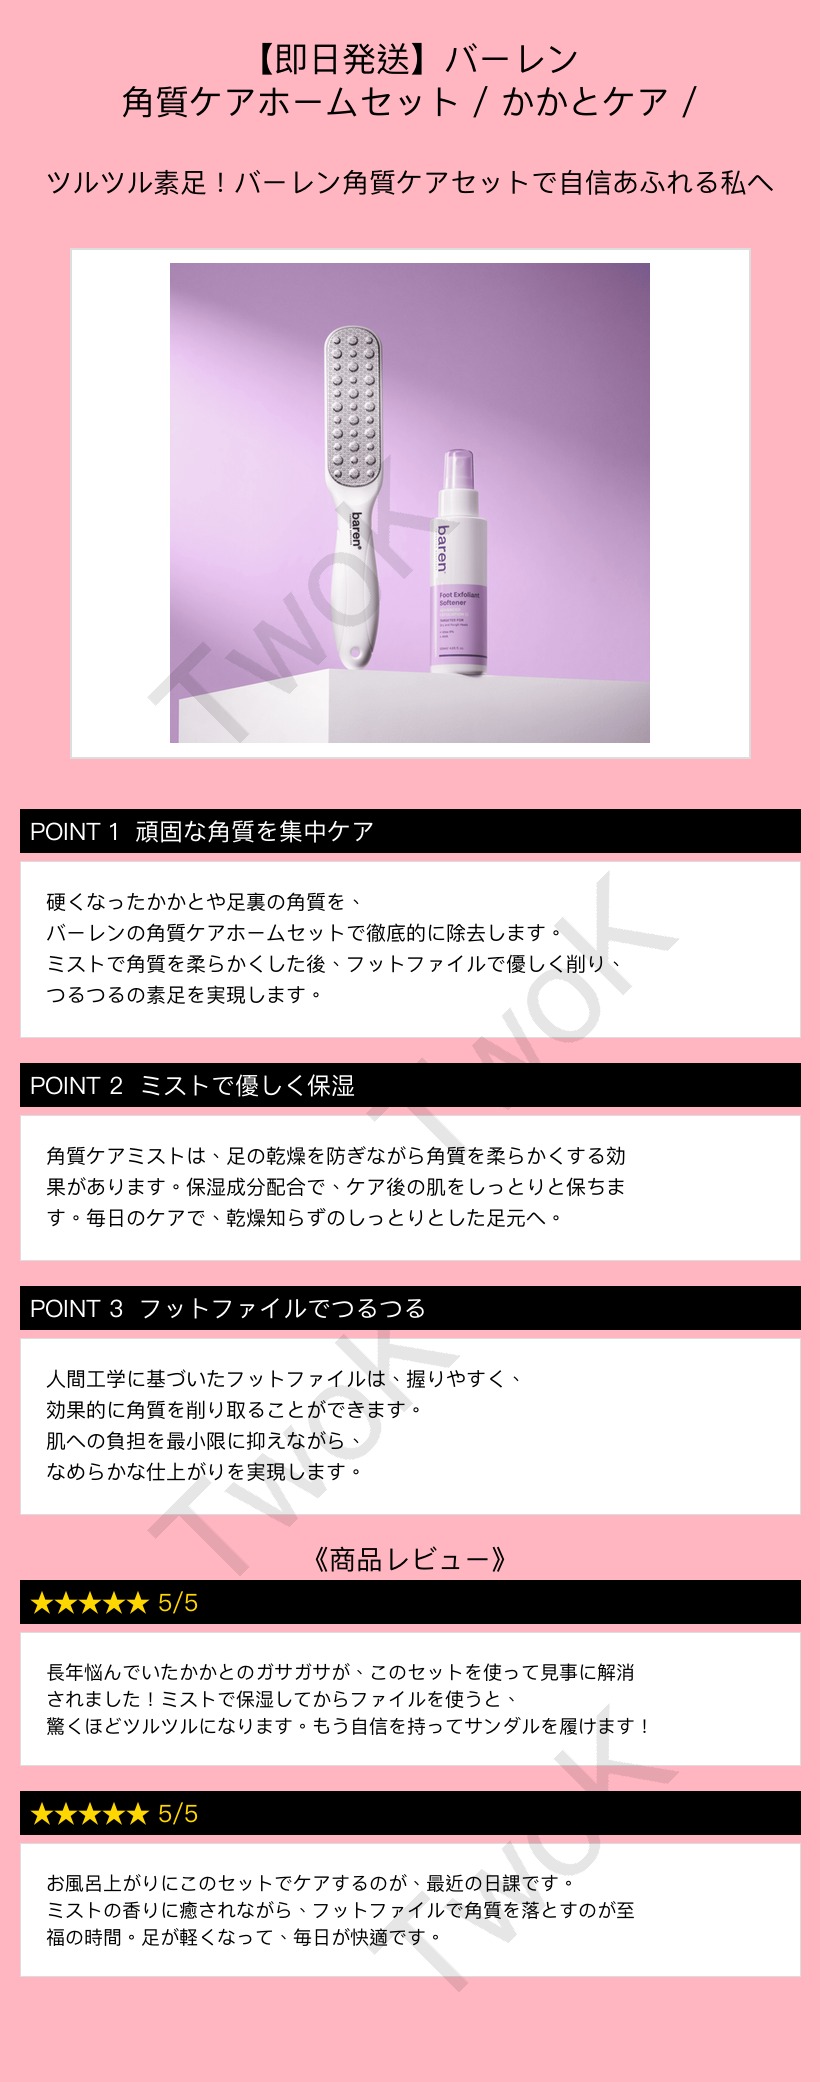 【即日発送】バーレン
角質ケアホームセット / かかとケア /
ツルツル素足！バーレン角質ケアセットで自信あふれる私へ
baren
baren
Foot Exfoliant
Softener
TwoK
POINT 1 頑固な角質を集中ケア
硬くなったかかとや足裏の角質を、
バーレンの角質ケアホームセットで徹底的に除去します。
ミストで角質を柔らかくした後、フットファイルで優しく削り、
つるつるの素足を実現します。
TwoK
POINT 2 ミストで優しく保湿
角質ケアミストは、足の乾燥を防ぎながら角質を柔らかくする効
果があります。保湿成分配合で、ケア後の肌をしっとりと保ちま
す。毎日のケアで、乾燥知らずのしっとりとした足元へ。
POINT 3 フットファイルでつるつる
人間工学に基づいたフットファイルは、握りやすく、
効果的に角質を削り取ることができます。
肌への負担を最小限に抑えながら、
なめらかな仕上がりを実現します。
TwoK
《商品レビュー》
★★★★★ 5/5
長年悩んでいたかかとのガサガサが、このセットを使って見事に解消
されました！ミストで保湿してからファイルを使うと、
驚くほどツルツルになります。もう自信を持ってサンダルを履けます！
★★★★★ 5/5
お風呂上がりにこのセットでケアするのが、最近の日課です。
ミストの香りに癒されながら、フットファイルで角質を落とすのが至
福の時間。足が軽くなって、毎日が快適です。
TwoK